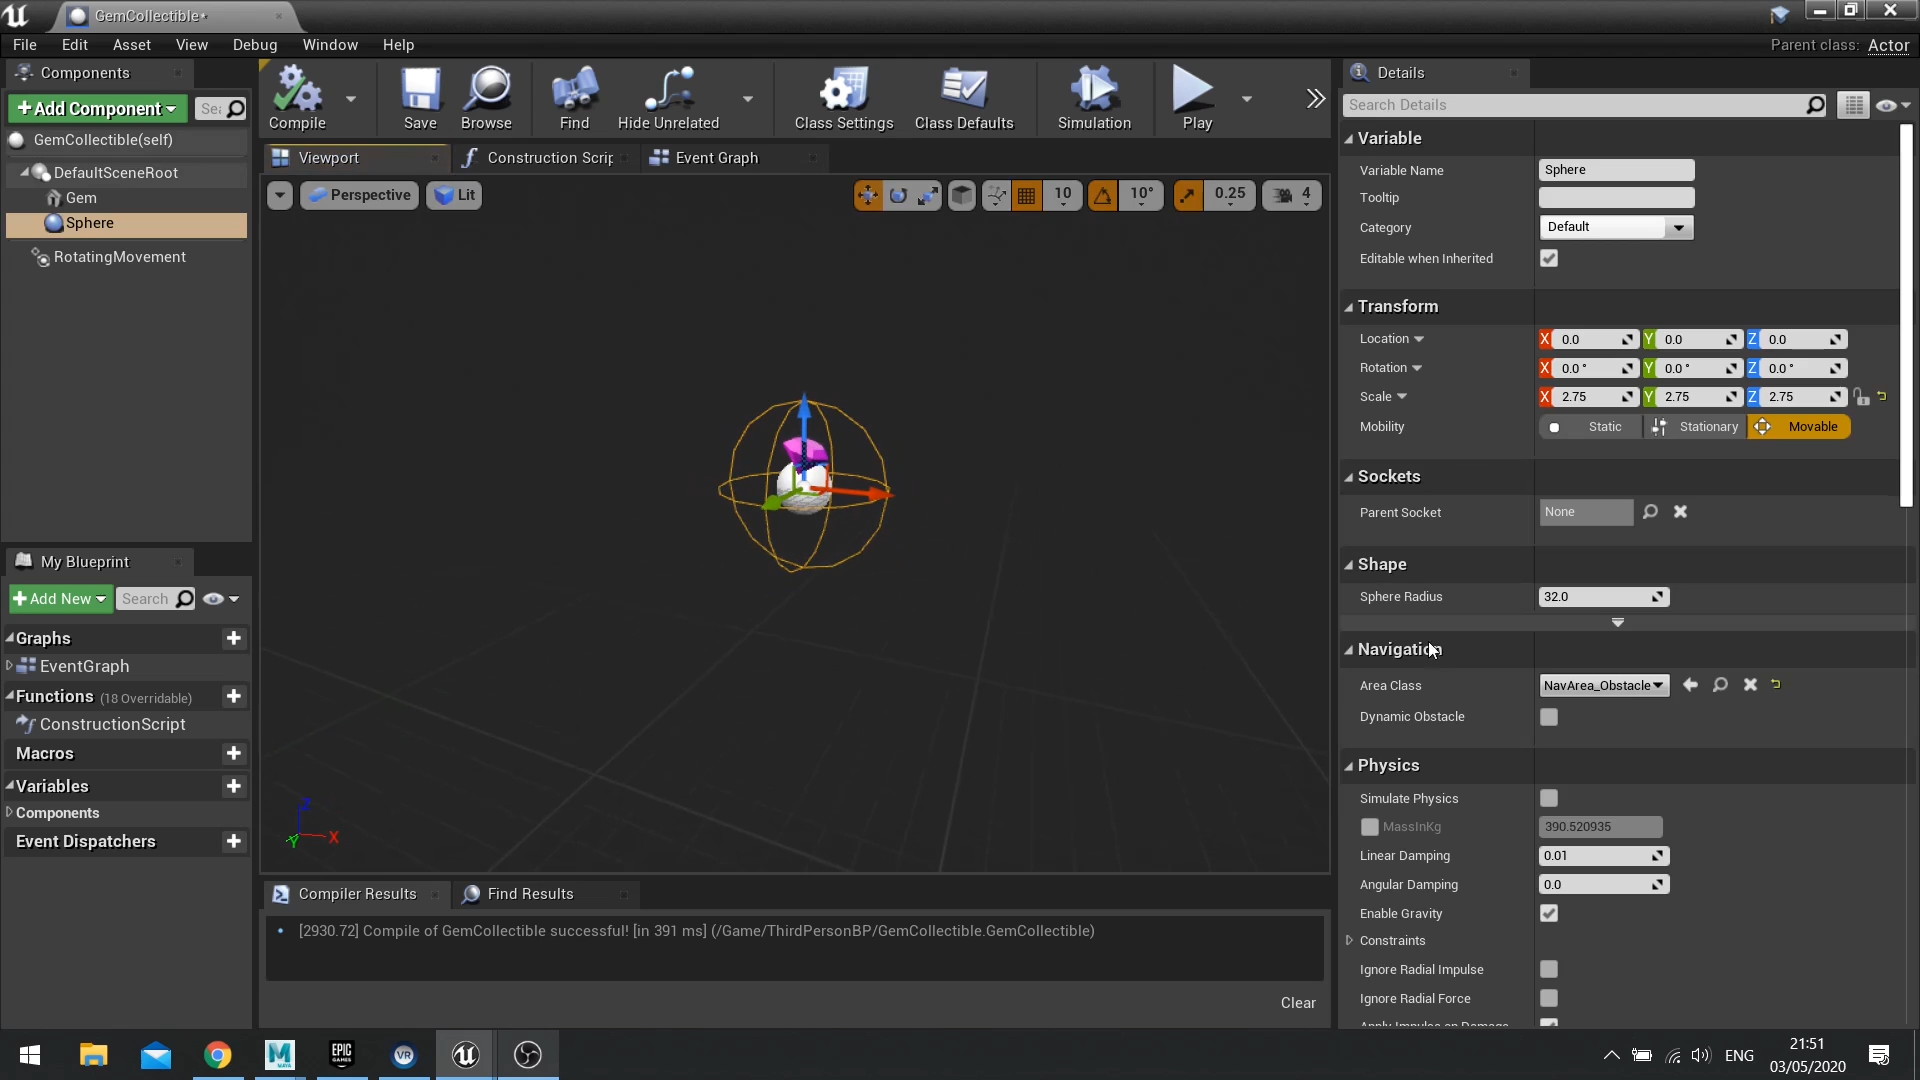 GemCollectible*
File Edit Asset View Debug Window Help
Parent class: Actor
Components
+Add Component
GemCollectible(self)
DefaultSceneRoot
Gem
Sphere
RotatingMovement
My Blueprint
+Add New Search
Graphs
EventGraph
Functions (18 Overridable)
ConstructionScript
Macros
Variables
Components
Event Dispatchers
Compile Save Browse Find Hide Unrelated Class Settings Class Defaults Simulation Play
Viewport Construction Scrip Event Graph
Perspective Lit 10 10° 0.25 4
Z
Y X
Compiler Results Find Results
[2930.72] Compile of GemCollectible successful! [in 391 ms] (/Game/ThirdPersonBP/GemCollectible.GemCollectible)
Clear
Details
Search Details
Variable
Variable Name Sphere
Tooltip
Category Default
Editable when Inherited
Transform
Location X 0.0 Y 0.0 Z 0.0
Rotation X 0.0 ° Y 0.0 ° Z 0.0 °
Scale X 2.75 Y 2.75 Z 2.75
Mobility Static Stationary Movable
Sockets
Parent Socket None
Shape
Sphere Radius 32.0
Navigation
Area Class NavArea_Obstacle
Dynamic Obstacle
Physics
Simulate Physics
MassInKg 390.520935
Linear Damping 0.01
Angular Damping 0.0
Enable Gravity
Constraints
Ignore Radial Impulse
Ignore Radial Force
Apply Impulse on Damage
EPIC GAMES VR ENG 21:51
03/05/2020